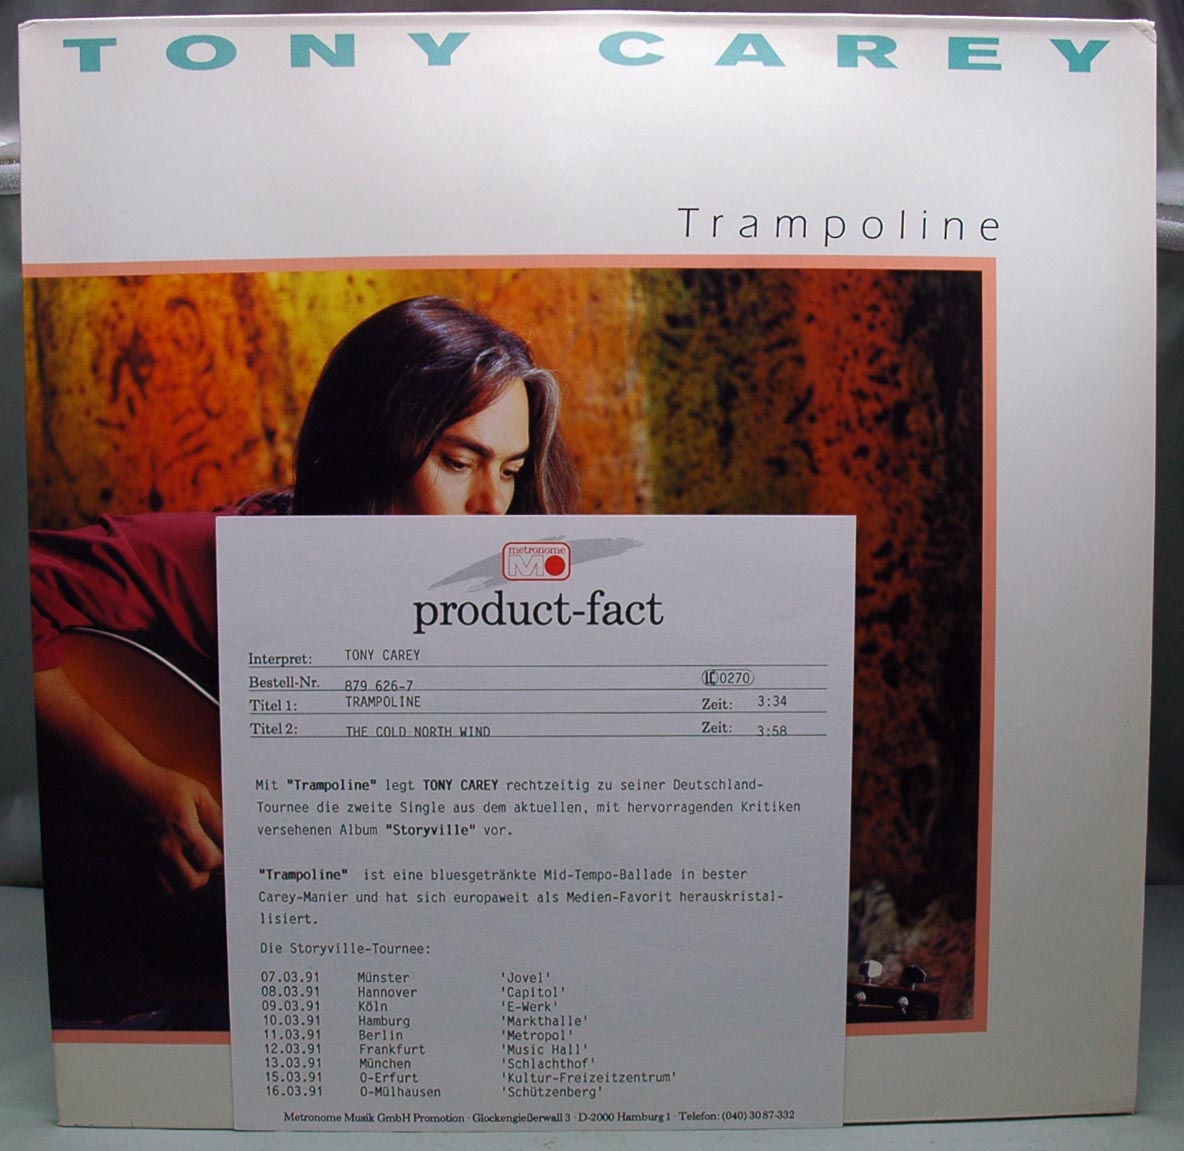 TONY CAREY
Trampoline
metronome
product-fact
Interpret: TONY CAREY
Bestell-Nr. 879 626-7 LC 0270
Titel 1: TRAMPOLINE Zeit: 3:34
Titel 2: THE COLD NORTH WIND Zeit: 3:58
Mit "Trampoline" legt TONY CAREY rechtzeitig zu seiner Deutschland-
Tournee die zweite Single aus dem aktuellen, mit hervorragenden Kritiken
versehenen Album "Storyville" vor.
"Trampoline" ist eine bluesgetränkte Mid-Tempo-Ballade in bester
Carey-Manier und hat sich europaweit als Medien-Favorit herauskristal-
lisiert.
Die Storyville-Tournee:
07.03.91 Münster 'Jovel'
08.03.91 Hannover 'Capitol'
09.03.91 Köln 'E-Werk'
10.03.91 Hamburg 'Markthalle'
11.03.91 Berlin 'Metropol'
12.03.91 Frankfurt 'Music Hall'
13.03.91 München 'Schlachthof'
15.03.91 O-Erfurt 'Kultur-Freizeitzentrum'
16.03.91 O-Mülhausen 'Schützenberg'
Metronome Musik GmbH Promotion · Glockengießerwall 3 · D-2000 Hamburg 1 · Telefon: (040) 30 87-332